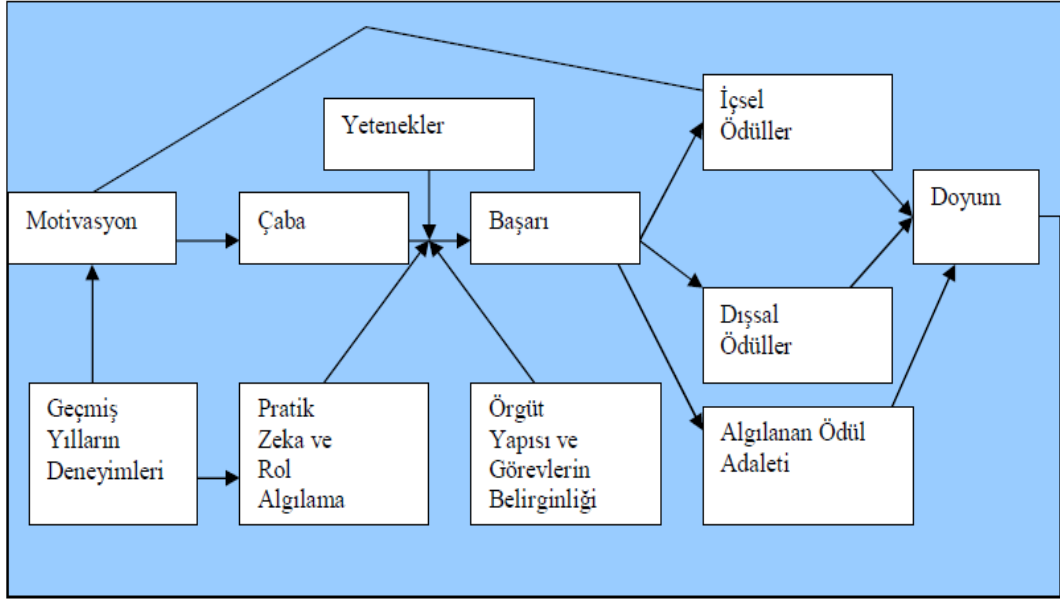 İçsel
Ödüller
Yetenekler
Motivasyon
Çaba
Başarı
Doyum
Dışsal
Ödüller
Geçmiş
Yılların
Deneyimleri
Pratik
Zeka ve
Rol
Algılama
Örgüt
Yapısı ve
Görevlerin
Belirginliği
Algılanan Ödül
Adaleti